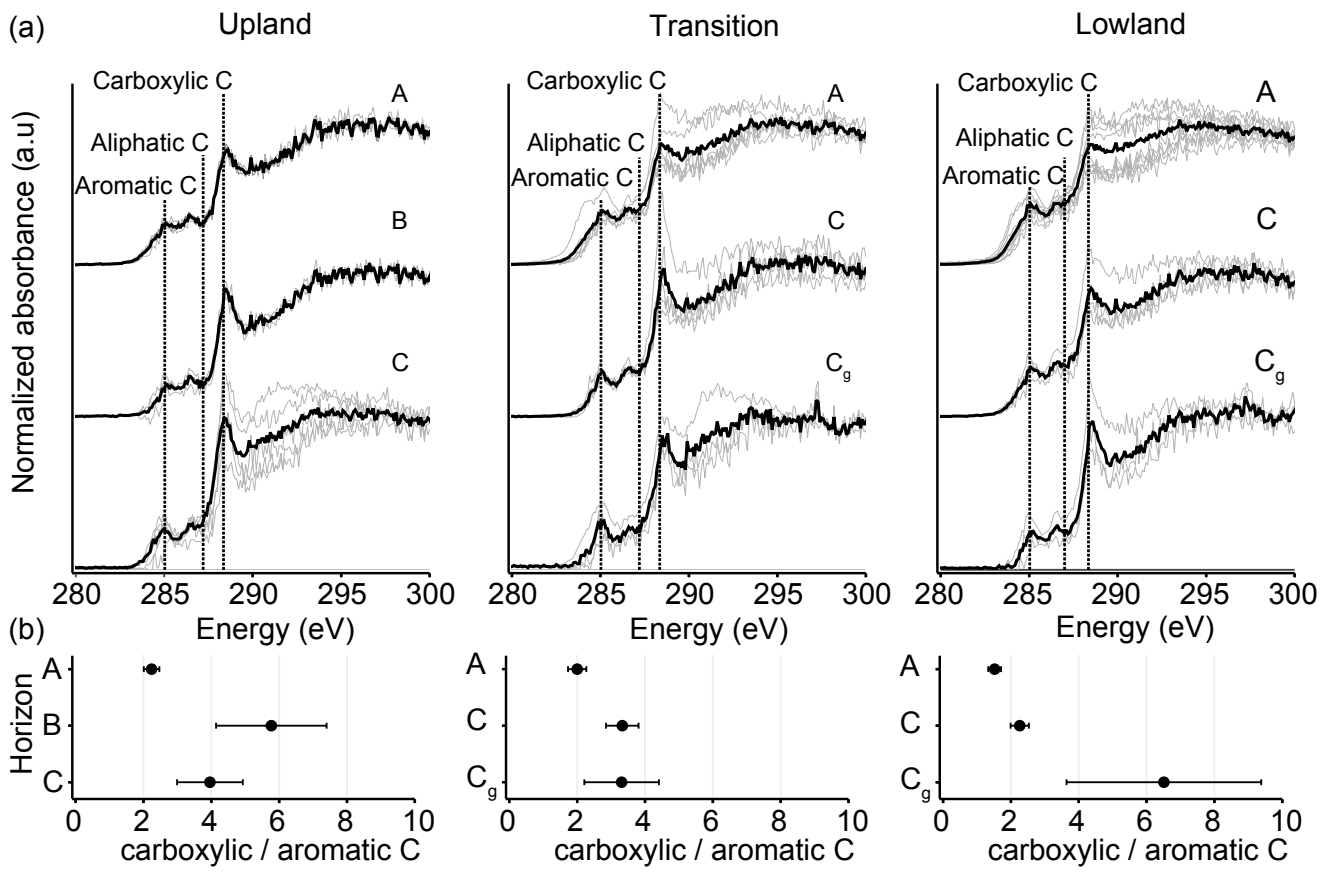 (a)
Upland
Transition
Lowland
Normalized absorbance (a.u)
Carboxylic C
Aliphatic C
Aromatic C
A
B
C
280 285 290 295 300
Energy (eV)
Carboxylic C
Aliphatic C
Aromatic C
A
C
Cg
280 285 290 295 300
Energy (eV)
Carboxylic C
Aliphatic C
Aromatic C
A
C
Cg
280 285 290 295 300
Energy (eV)
(b)
Horizon
A
B
C
0 2 4 6 8 10
carboxylic / aromatic C
A
C
Cg
0 2 4 6 8 10
carboxylic / aromatic C
A
C
Cg
0 2 4 6 8 10
carboxylic / aromatic C